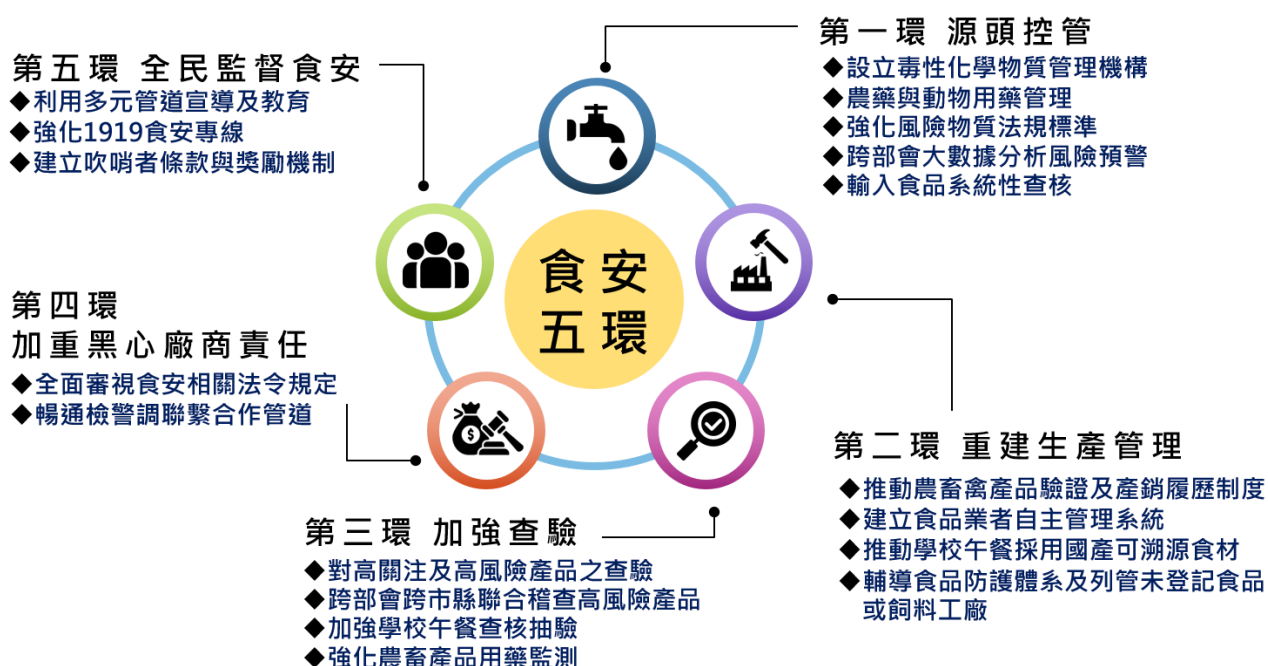 食安
五環
第一環 源頭控管
◆設立毒性化學物質管理機構
◆農藥與動物用藥管理
◆強化風險物質法規標準
◆跨部會大數據分析風險預警
◆輸入食品系統性查核
第二環 重建生產管理
◆推動農畜禽產品驗證及產銷履歷制度
◆建立食品業者自主管理系統
◆推動學校午餐採用國產可溯源食材
◆輔導食品防護體系及列管未登記食品
或飼料工廠
第三環 加強查驗
◆對高關注及高風險產品之查驗
◆跨部會跨市縣聯合稽查高風險產品
◆加強學校午餐查核抽驗
◆強化農畜產品用藥監測
第四環
加重黑心廠商責任
◆全面審視食安相關法令規定
◆暢通檢警調聯繫合作管道
第五環 全民監督食安
◆利用多元管道宣導及教育
◆強化1919食安專線
◆建立吹哨者條款與獎勵機制
$